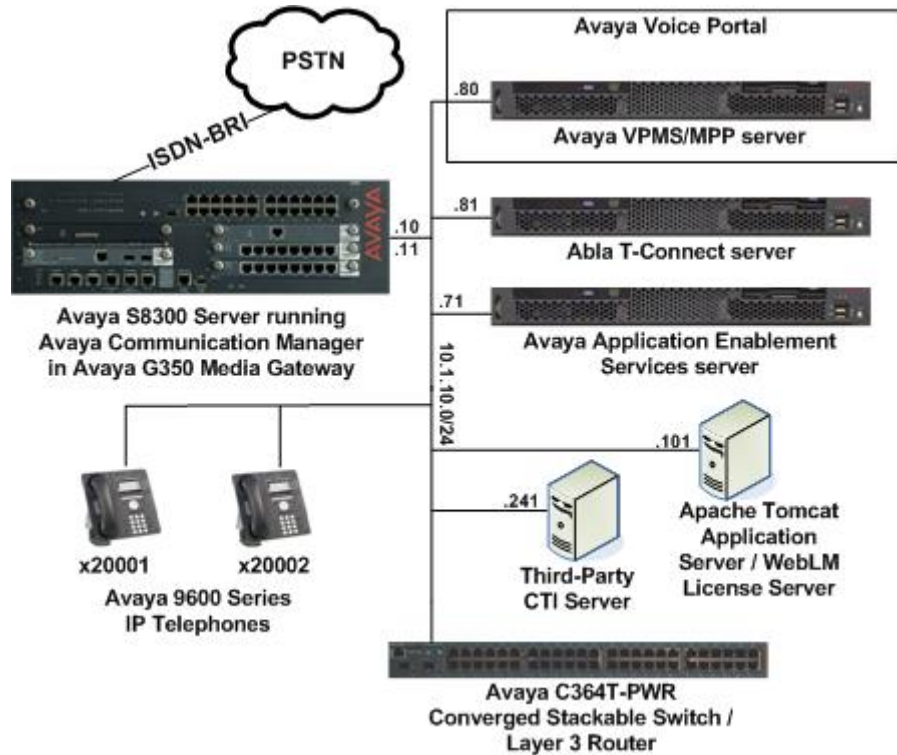 Avaya Voice Portal
PSTN
.80
Avaya VPMS/MPP server
ISDN-BRI
AVAYA
.10
.11
.81
Abla T-Connect server
.71
Avaya Application Enablement
Services server
Avaya S8300 Server running
Avaya Communication Manager
in Avaya G350 Media Gateway
10.1.10.0/24
.101
.241
x20001
x20002
Avaya 9600 Series
IP Telephones
Third-Party
CTI Server
Apache Tomcat
Application
Server / WebLM
License Server
Avaya C364T-PWR
Converged Stackable Switch /
Layer 3 Router